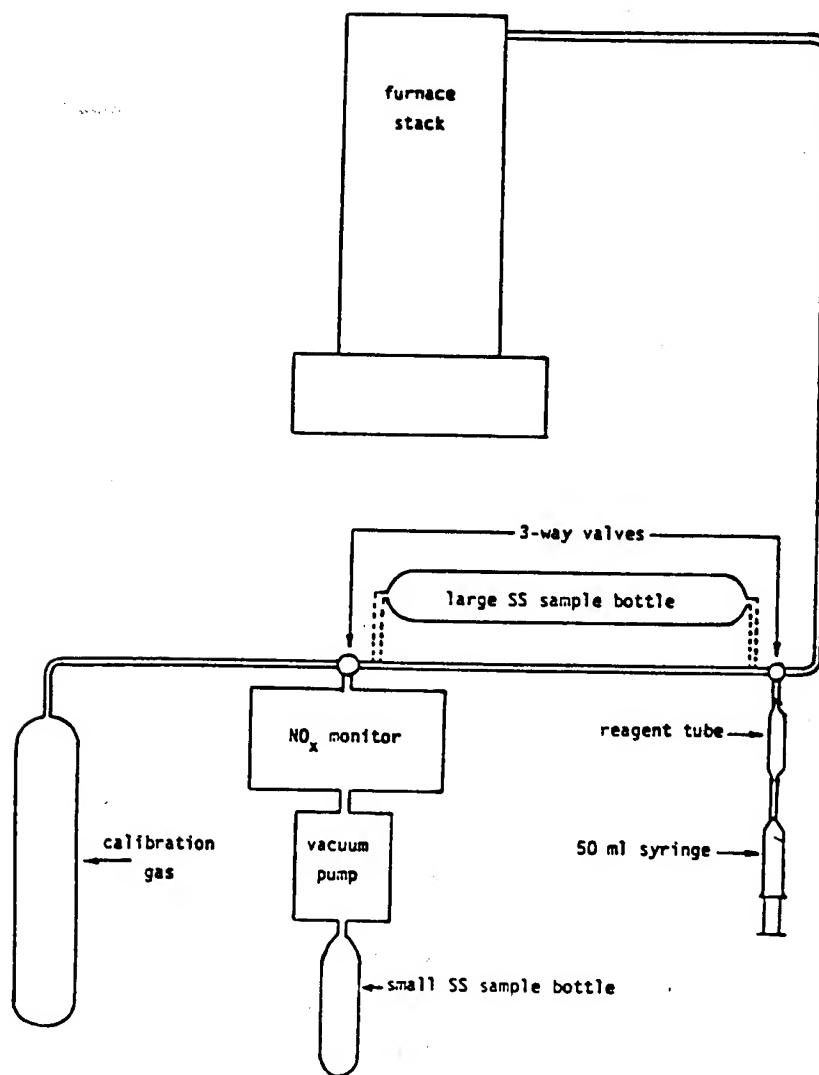 furnace
stack
3-way valves
large SS sample bottle
NOx monitor
reagent tube
calibration
gas
vacuum
pump
50 ml syringe
small SS sample bottle